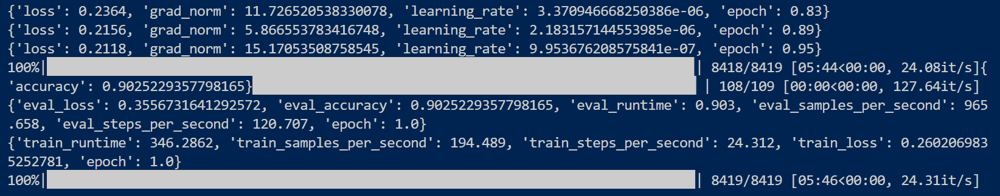 {'loss': 0.2364, 'grad_norm': 11.726520538330078, 'learning_rate': 3.370946668250386e-06, 'epoch': 0.83}
{'loss': 0.2156, 'grad_norm': 5.866553783416748, 'learning_rate': 2.183157144553985e-06, 'epoch': 0.89}
{'loss': 0.2118, 'grad_norm': 15.17053508758545, 'learning_rate': 9.953676208575841e-07, 'epoch': 0.95}
100%| | 8418/8419 [05:44<00:00, 24.08it/s]{
'accuracy': 0.9025229357798165} | 108/109 [00:00<00:00, 127.64it/s]
{'eval_loss': 0.3556731641292572, 'eval_accuracy': 0.9025229357798165, 'eval_runtime': 0.903, 'eval_samples_per_second': 965
.658, 'eval_steps_per_second': 120.707, 'epoch': 1.0}
{'train_runtime': 346.2862, 'train_samples_per_second': 194.489, 'train_steps_per_second': 24.312, 'train_loss': 0.260206983
5252781, 'epoch': 1.0}
100%| | 8419/8419 [05:46<00:00, 24.31it/s]